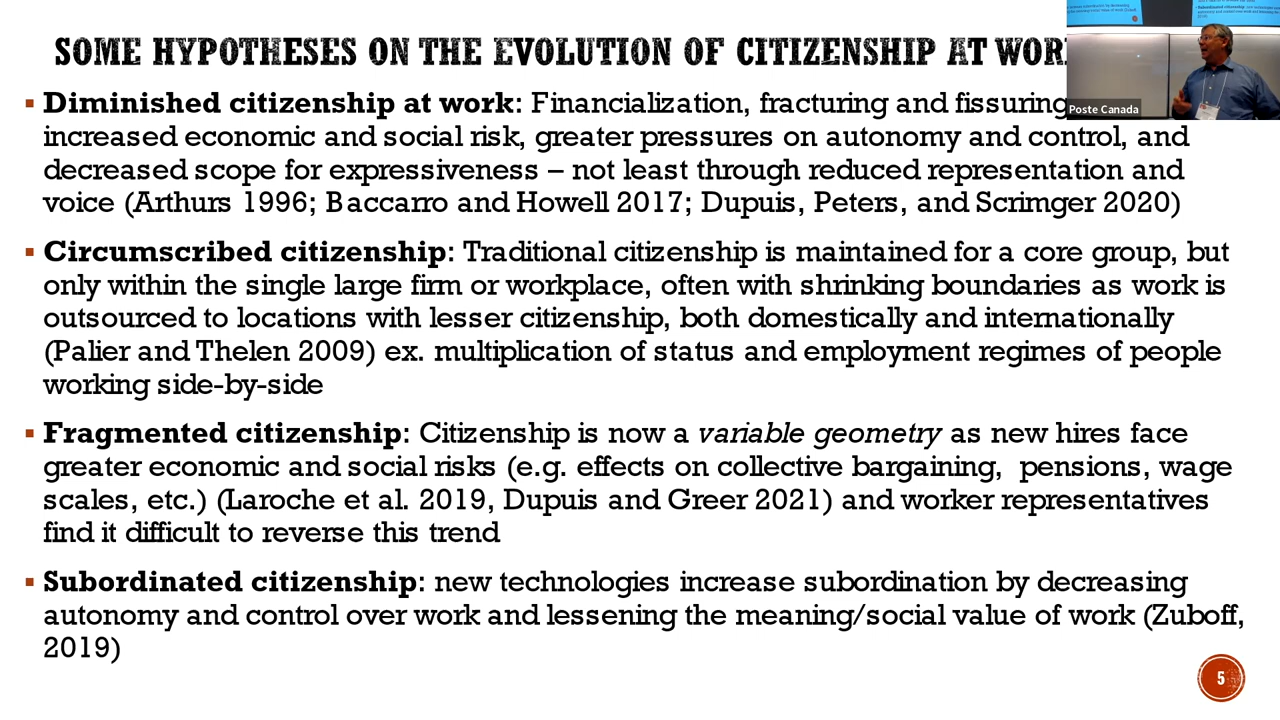 SOME HYPOTHESES ON THE EVOLUTION OF CITIZENSHIP AT
Poste Canada
▪ Diminished citizenship at work: Financialization, fracturing and fissuring
increased economic and social risk, greater pressures on autonomy and control, and
decreased scope for expressiveness – not least through reduced representation and
voice (Arthurs 1996; Baccarro and Howell 2017; Dupuis, Peters, and Scrimger 2020)
▪ Circumscribed citizenship: Traditional citizenship is maintained for a core group, but
only within the single large firm or workplace, often with shrinking boundaries as work is
outsourced to locations with lesser citizenship, both domestically and internationally
(Palier and Thelen 2009) ex. multiplication of status and employment regimes of people
working side-by-side
▪ Fragmented citizenship: Citizenship is now a variable geometry as new hires face
greater economic and social risks (e.g. effects on collective bargaining, pensions, wage
scales, etc.) (Laroche et al. 2019, Dupuis and Greer 2021) and worker representatives
find it difficult to reverse this trend
▪ Subordinated citizenship: new technologies increase subordination by decreasing
autonomy and control over work and lessening the meaning/social value of work (Zuboff,
2019)
5